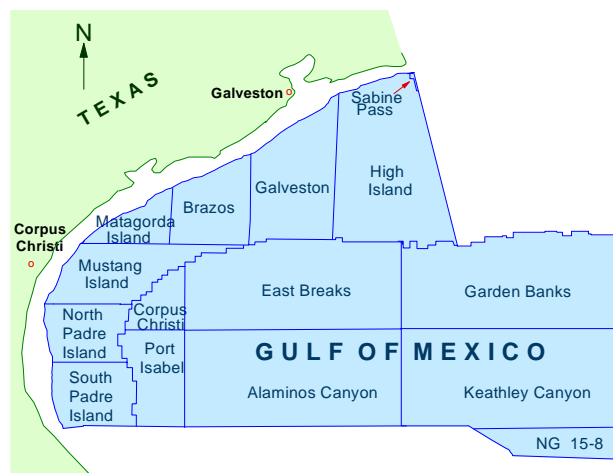 N
TEXAS
Galveston
Sabine
Pass
High
Island
Galveston
Brazos
Matagorda
Island
Corpus
Christi
Mustang
Island
East Breaks
Garden Banks
Corpus
Christi
North
Padre
Island
Port
Isabel
GULF OF MEXICO
South
Padre
Island
Alaminos Canyon
Keathley Canyon
NG 15-8